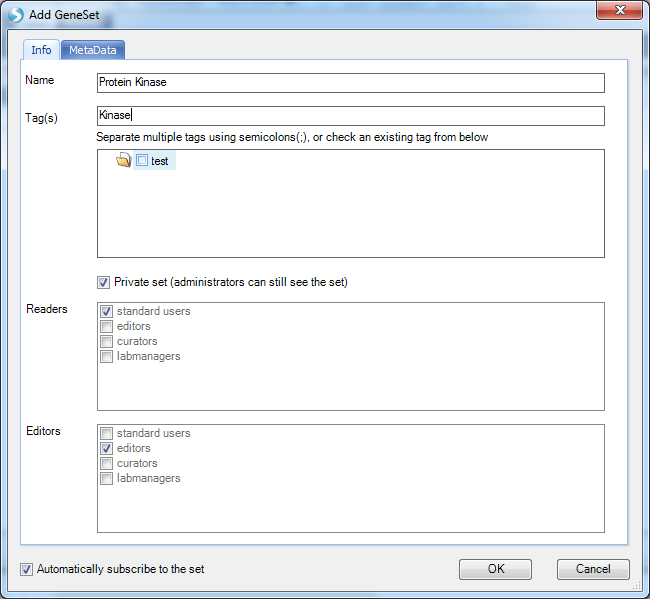 Add GeneSet
Info MetaData
Name Protein Kinase
Tag(s) Kinase
Separate multiple tags using semicolons(;), or check an existing tag from below
test
Private set (administrators can still see the set)
Readers standard users
editors
curators
labmanagers
Editors standard users
editors
curators
labmanagers
Automatically subscribe to the set OK Cancel